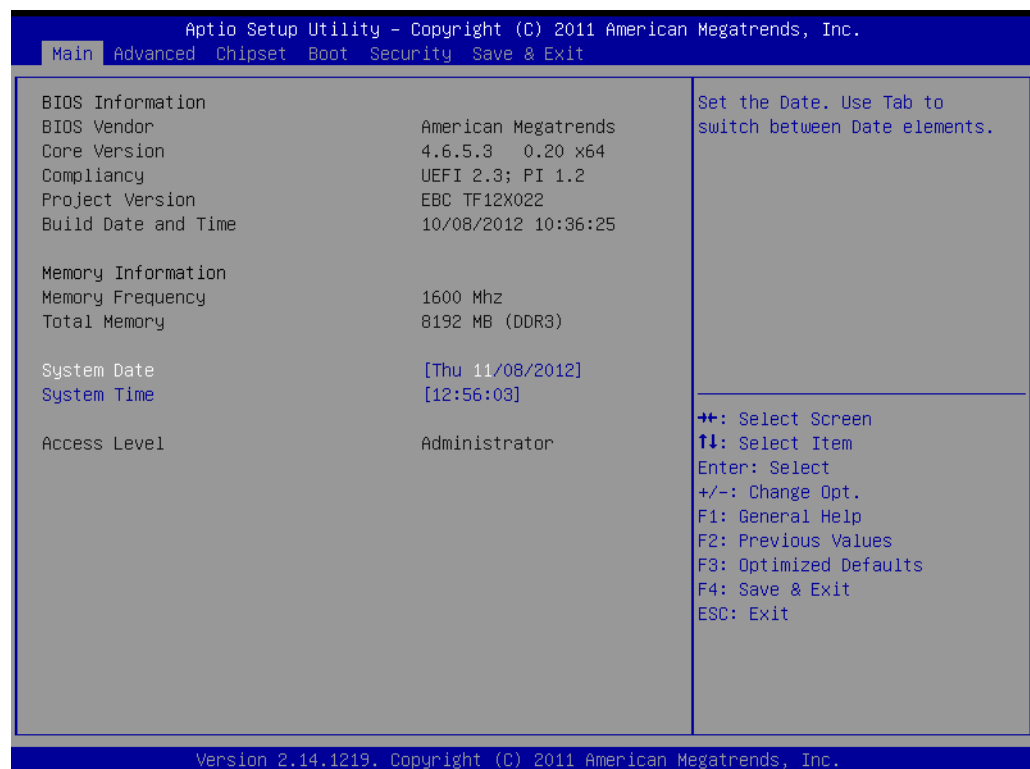 Aptio Setup Utility – Copyright (C) 2011 American Megatrends, Inc.
Main Advanced Chipset Boot Security Save & Exit
BIOS Information
BIOS Vendor American Megatrends
Core Version 4.6.5.3 0.20 x64
Compliancy UEFI 2.3; PI 1.2
Project Version EBC TF12X022
Build Date and Time 10/08/2012 10:36:25
Memory Information
Memory Frequency 1600 Mhz
Total Memory 8192 MB (DDR3)
System Date [Thu 11/08/2012]
System Time [12:56:03]
Access Level Administrator
Set the Date. Use Tab to
switch between Date elements.
→←: Select Screen
↑↓: Select Item
Enter: Select
+/-: Change Opt.
F1: General Help
F2: Previous Values
F3: Optimized Defaults
F4: Save & Exit
ESC: Exit
Version 2.14.1219. Copyright (C) 2011 American Megatrends, Inc.